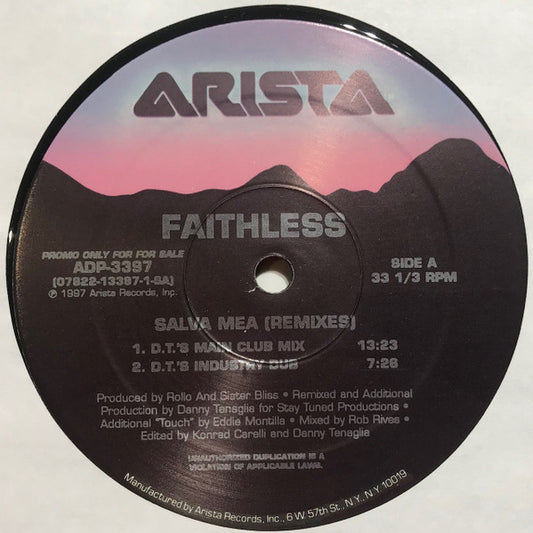 ARISTA
FAITHLESS
PROMO ONLY FOR FOR SALE
ADP-3397
(07822-13397-1-SA)
℗ 1997 Arista Records, Inc.
SIDE A
33 1/3 RPM
SALVA MEA (REMIXES)
1. D.T.'S MAIN CLUB MIX 13:23
2. D.T.'S INDUSTRY DUB 7:26
Produced by Rollo And Sister Bliss • Remixed and Additional
Production by Danny Tenaglia for Stay Tuned Productions •
Additional "Touch" by Eddie Montilla • Mixed by Rob Rives •
Edited by Konrad Carelli and Danny Tenaglia
UNAUTHORIZED DUPLICATION IS A
VIOLATION OF APPLICABLE LAWS.
Manufactured by Arista Records, Inc., 6 W. 57th St., N.Y., N.Y. 10019